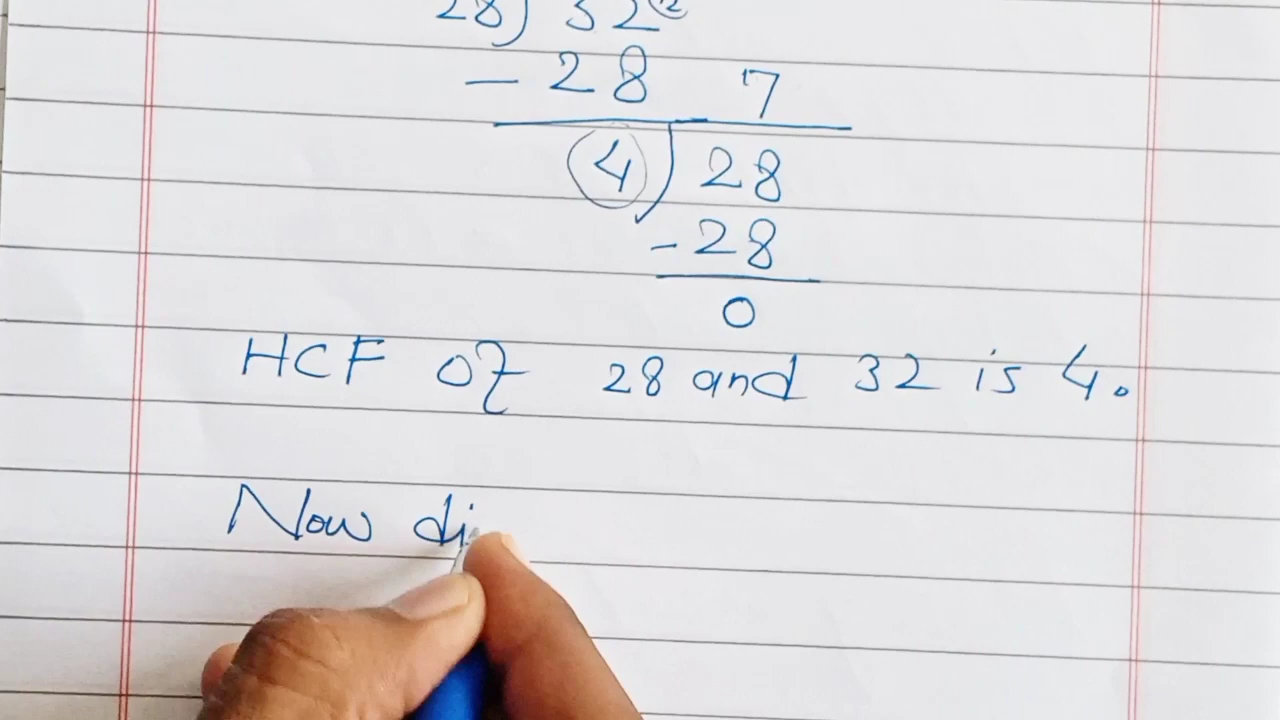 28) 32
- 28 7
4) 28
- 28
0
HCF of 28 and 32 is 4.
Now di